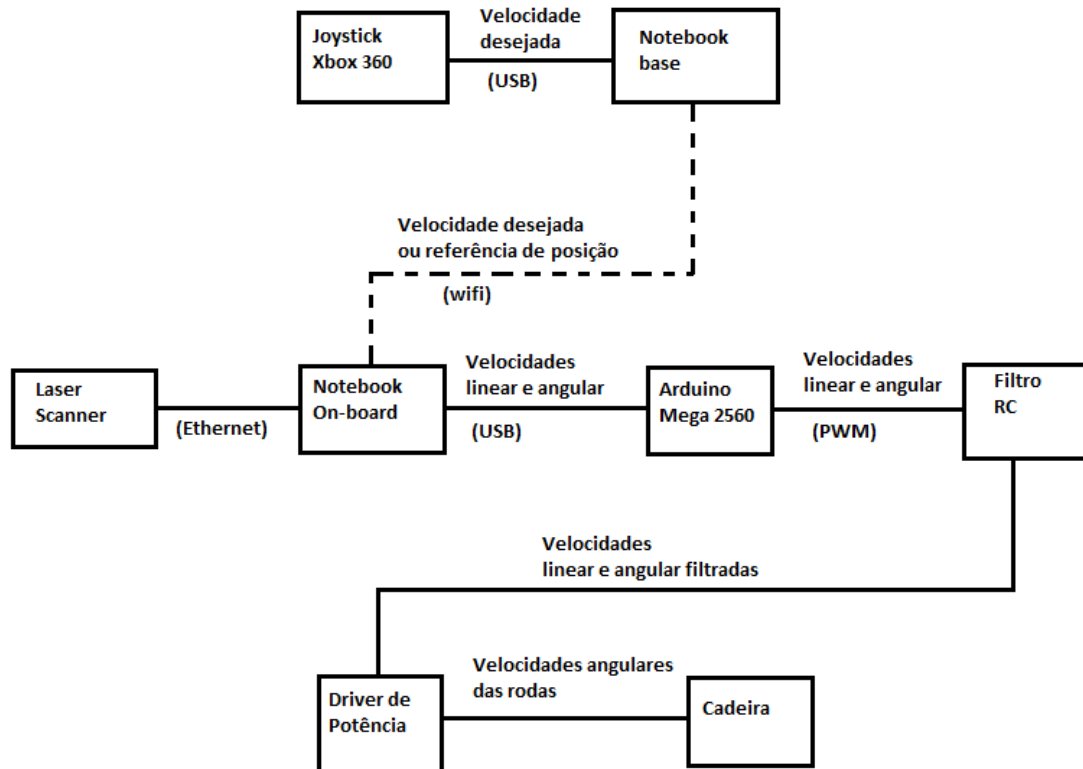 Joystick
Xbox 360
Velocidade
desejada
(USB)
Notebook
base
Velocidade desejada
ou referência de posição
(wifi)
Laser
Scanner
(Ethernet)
Notebook
On-board
Velocidades
linear e angular
(USB)
Arduino
Mega 2560
Velocidades
linear e angular
(PWM)
Filtro
RC
Velocidades
linear e angular filtradas
Driver de
Potência
Velocidades angulares
das rodas
Cadeira